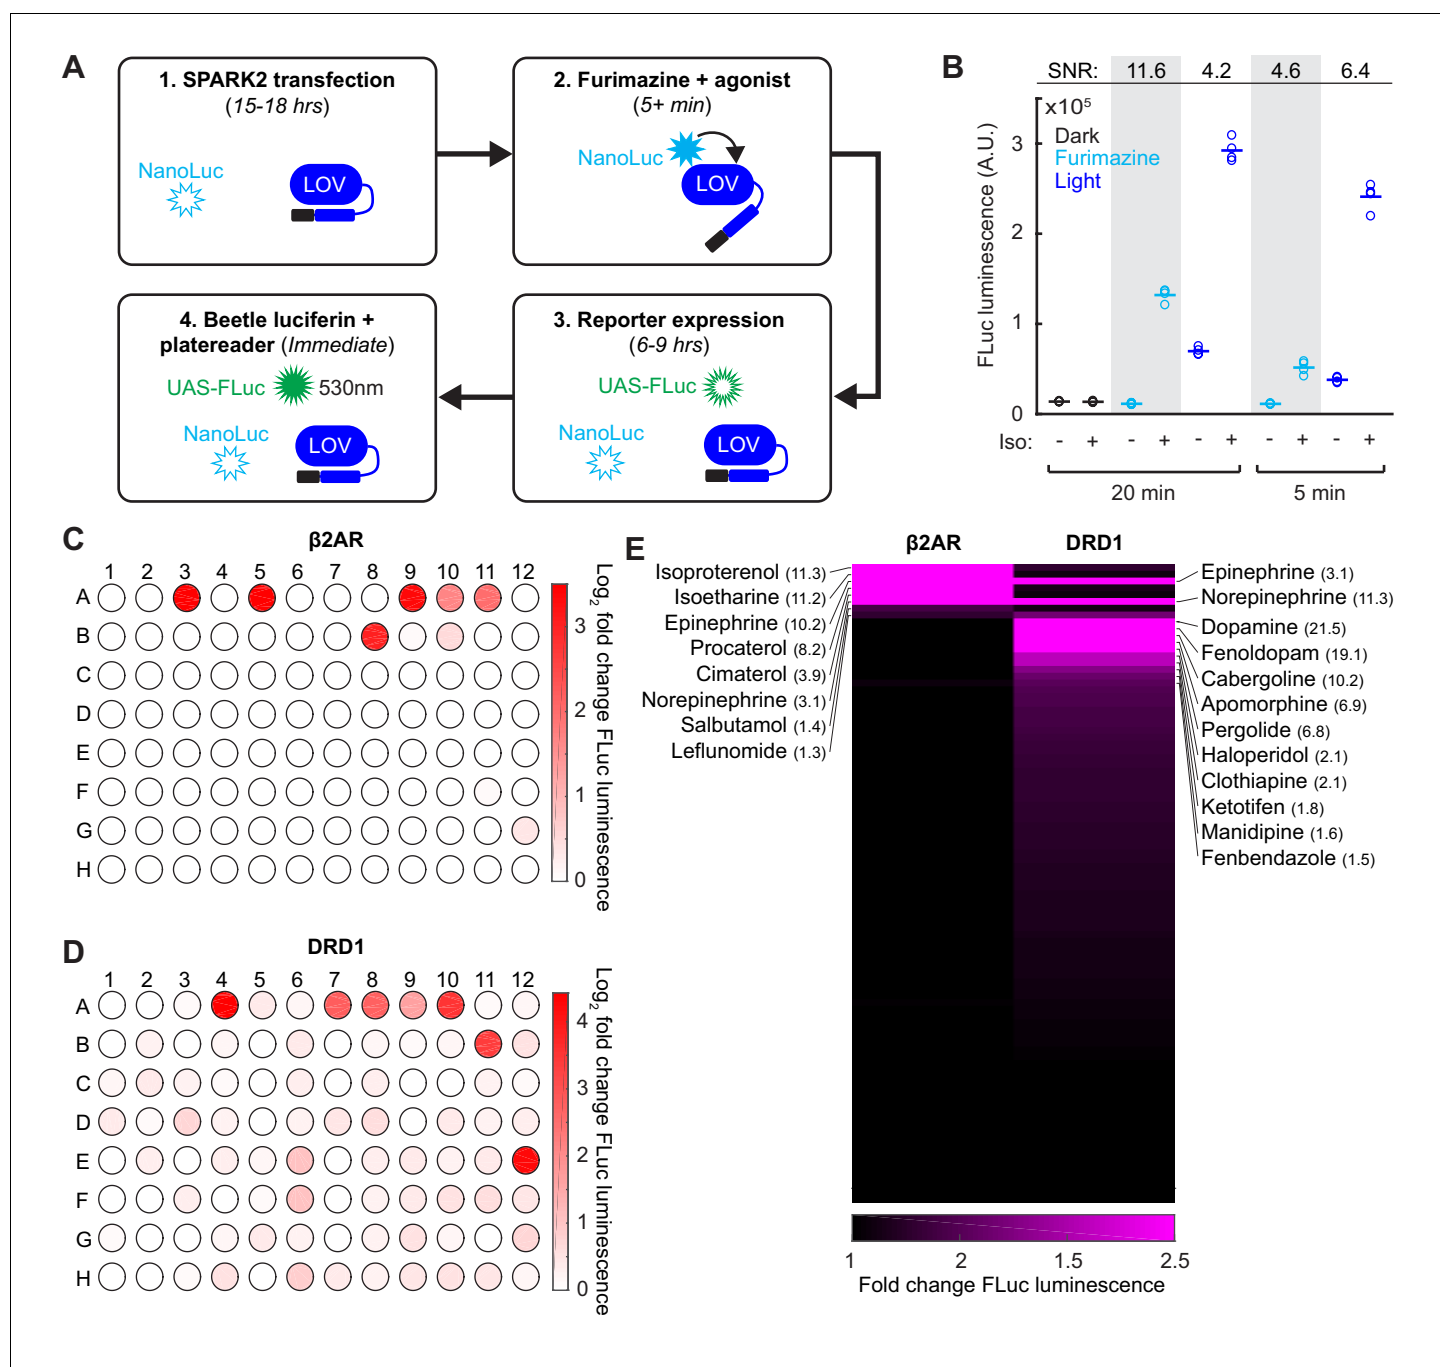 A
1. SPARK2 transfection
(15-18 hrs)
NanoLuc
LOV
2. Furimazine + agonist
(5+ min)
NanoLuc
LOV
4. Beetle luciferin +
platereader (Immediate)
UAS-FLuc 530nm
NanoLuc
LOV
3. Reporter expression
(6-9 hrs)
UAS-FLuc
NanoLuc
LOV
B
SNR: 11.6 4.2 4.6 6.4
x10⁵
Dark
Furimazine
Light
FLuc luminescence (A.U.)
3
2
1
0
Iso: - + - + - + - + - +
20 min 5 min
C
β2AR
1 2 3 4 5 6 7 8 9 10 11 12
A
B
C
D
E
F
G
H
3
2
1
0
Log₂ fold change FLuc luminescence
D
DRD1
1 2 3 4 5 6 7 8 9 10 11 12
A
B
C
D
E
F
G
H
4
3
2
1
0
Log₂ fold change FLuc luminescence
E
β2AR DRD1
Isoproterenol (11.3)
Isoetharine (11.2)
Epinephrine (10.2)
Procaterol (8.2)
Cimaterol (3.9)
Norepinephrine (3.1)
Salbutamol (1.4)
Leflunomide (1.3)
Epinephrine (3.1)
Norepinephrine (11.3)
Dopamine (21.5)
Fenoldopam (19.1)
Cabergoline (10.2)
Apomorphine (6.9)
Pergolide (6.8)
Haloperidol (2.1)
Clothiapine (2.1)
Ketotifen (1.8)
Manidipine (1.6)
Fenbendazole (1.5)
1 2 1.5 2.5
Fold change FLuc luminescence